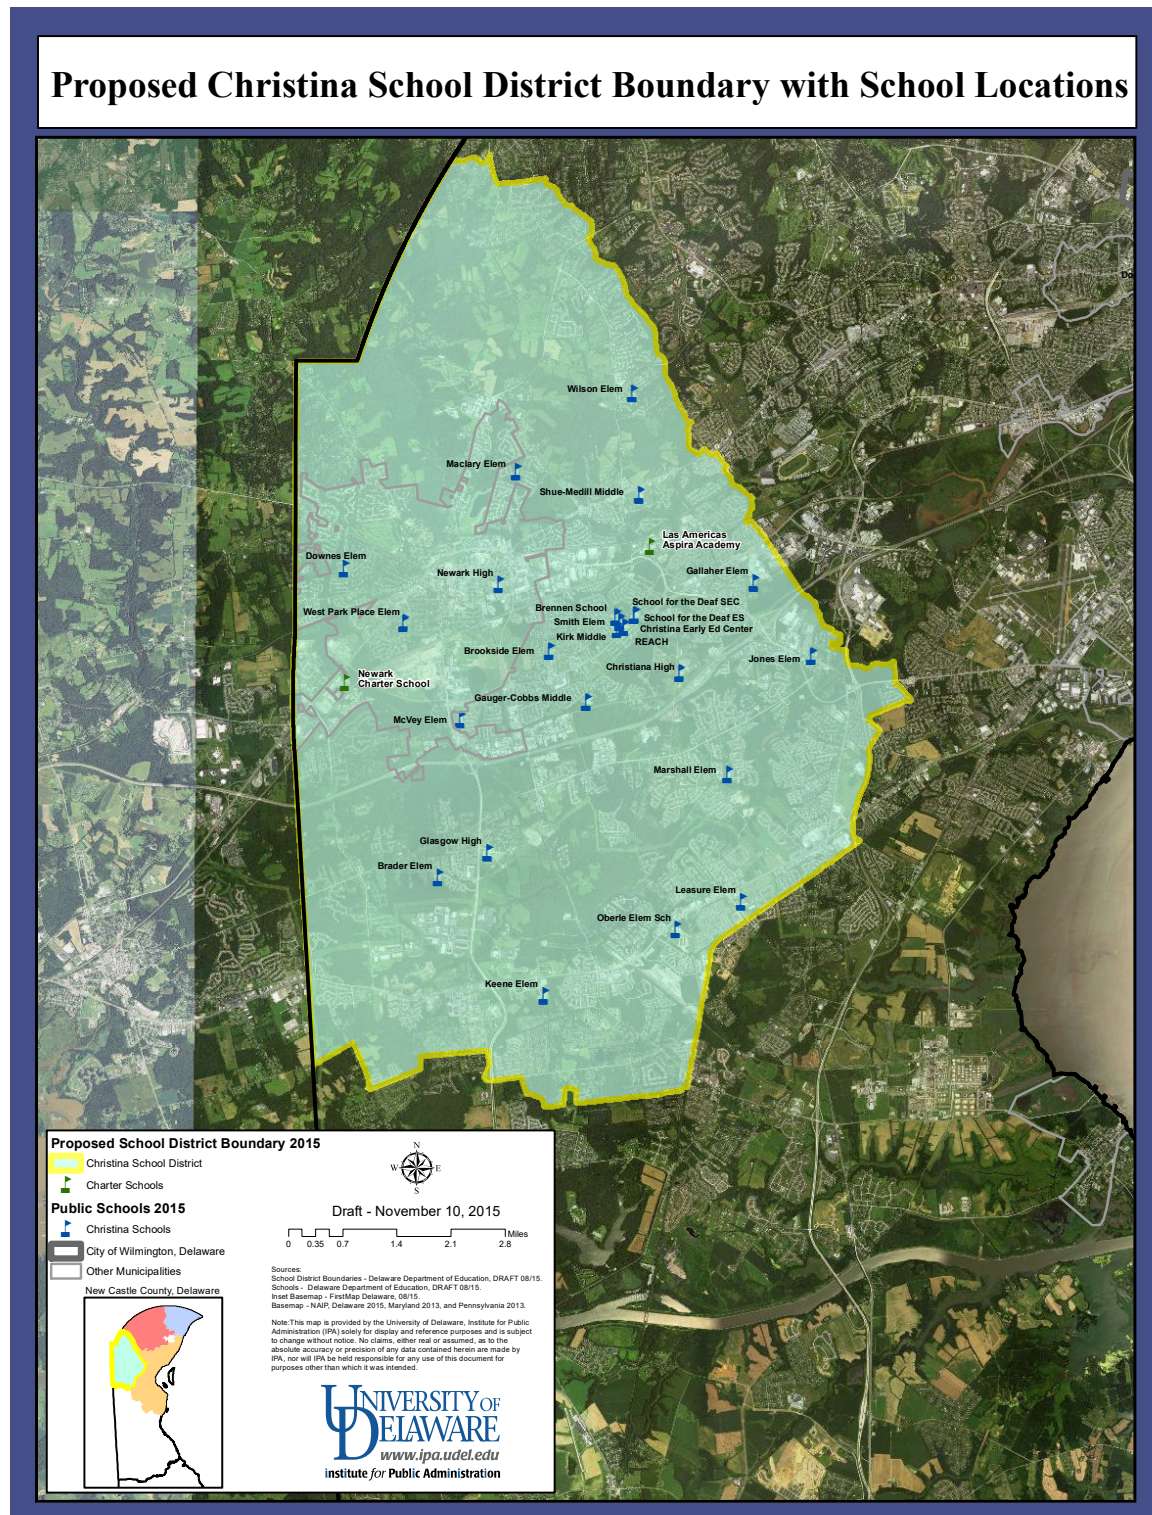 Proposed Christina School District Boundary with School Locations
Do
Wilson Elem
Maclary Elem
Shue-Medill Middle
Las Americas
Aspira Academy
Downes Elem
Newark High
Gallaher Elem
West Park Place Elem
Brennen School
School for the Deaf SEC
Smith Elem
School for the Deaf ES
Kirk Middle
Christina Early Ed Center
REACH
Brookside Elem
Christiana High
Jones Elem
Newark
Charter School
Gauger-Cobbs Middle
McVey Elem
Marshall Elem
Glasgow High
Brader Elem
Leasure Elem
Oberle Elem Sch
Keene Elem
Proposed School District Boundary 2015
Christina School District
Charter Schools
Public Schools 2015
Christina Schools
City of Wilmington, Delaware
Other Municipalities
New Castle County, Delaware
N
W E
S
Draft - November 10, 2015
Miles
0 0.35 0.7 1.4 2.1 2.8
Sources:
School District Boundaries - Delaware Department of Education, DRAFT 08/15.
Schools - Delaware Department of Education, DRAFT 08/15.
Inset Basemap - FirstMap Delaware, 08/15.
Basemap - NAIP, Delaware 2015, Maryland 2013, and Pennsylvania 2013.
Note:This map is provided by the University of Delaware, Institute for Public
Administration (IPA) solely for display and reference purposes and is subject
to change without notice. No claims, either real or assumed, as to the
absolute accuracy or precision of any data contained herein are made by
IPA, nor will IPA be held responsible for any use of this document for
purposes other than which it was intended.
UNIVERSITY OF
DELAWARE
www.ipa.udel.edu
institute for Public Administration